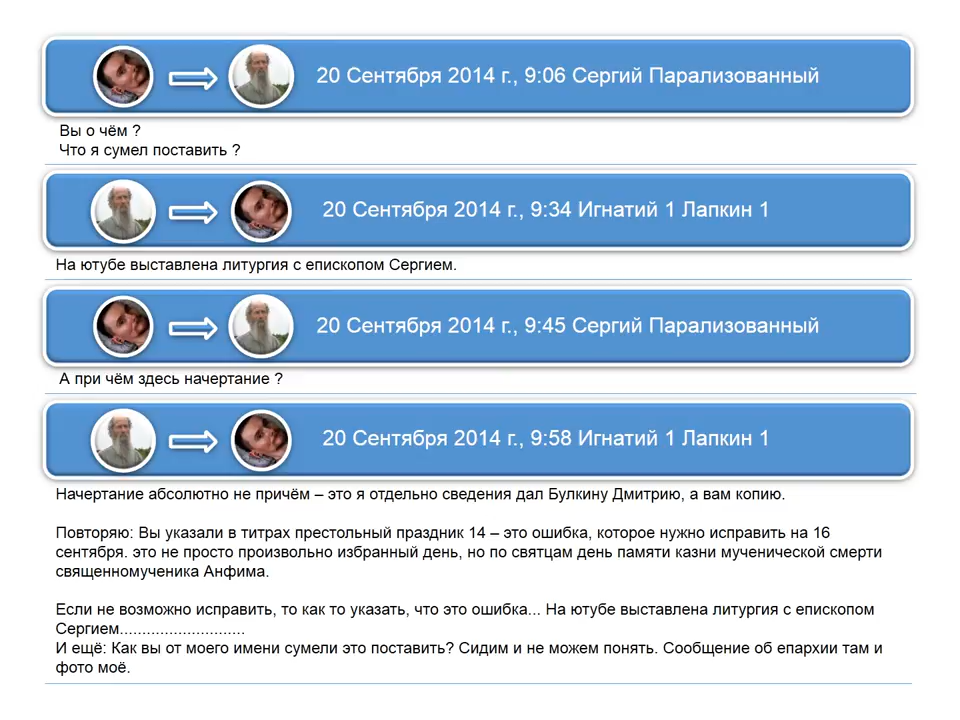 20 Сентября 2014 г., 9:06 Сергий Парализованный
Вы о чём ?
Что я сумел поставить ?
20 Сентября 2014 г., 9:34 Игнатий 1 Лапкин 1
На ютубе выставлена литургия с епископом Сергием.
20 Сентября 2014 г., 9:45 Сергий Парализованный
А при чём здесь начертание ?
20 Сентября 2014 г., 9:58 Игнатий 1 Лапкин 1
Начертание абсолютно не причём – это я отдельно сведения дал Булкину Дмитрию, а вам копию.
Повторяю: Вы указали в титрах престольный праздник 14 – это ошибка, которое нужно исправить на 16
сентября. это не просто произвольно избранный день, но по святцам день памяти казни мученической смерти
священномученика Анфима.
Если не возможно исправить, то как то указать, что это ошибка... На ютубе выставлена литургия с епископом
Сергием............................
И ещё: Как вы от моего имени сумели это поставить? Сидим и не можем понять. Сообщение об епархии там и
фото моё.